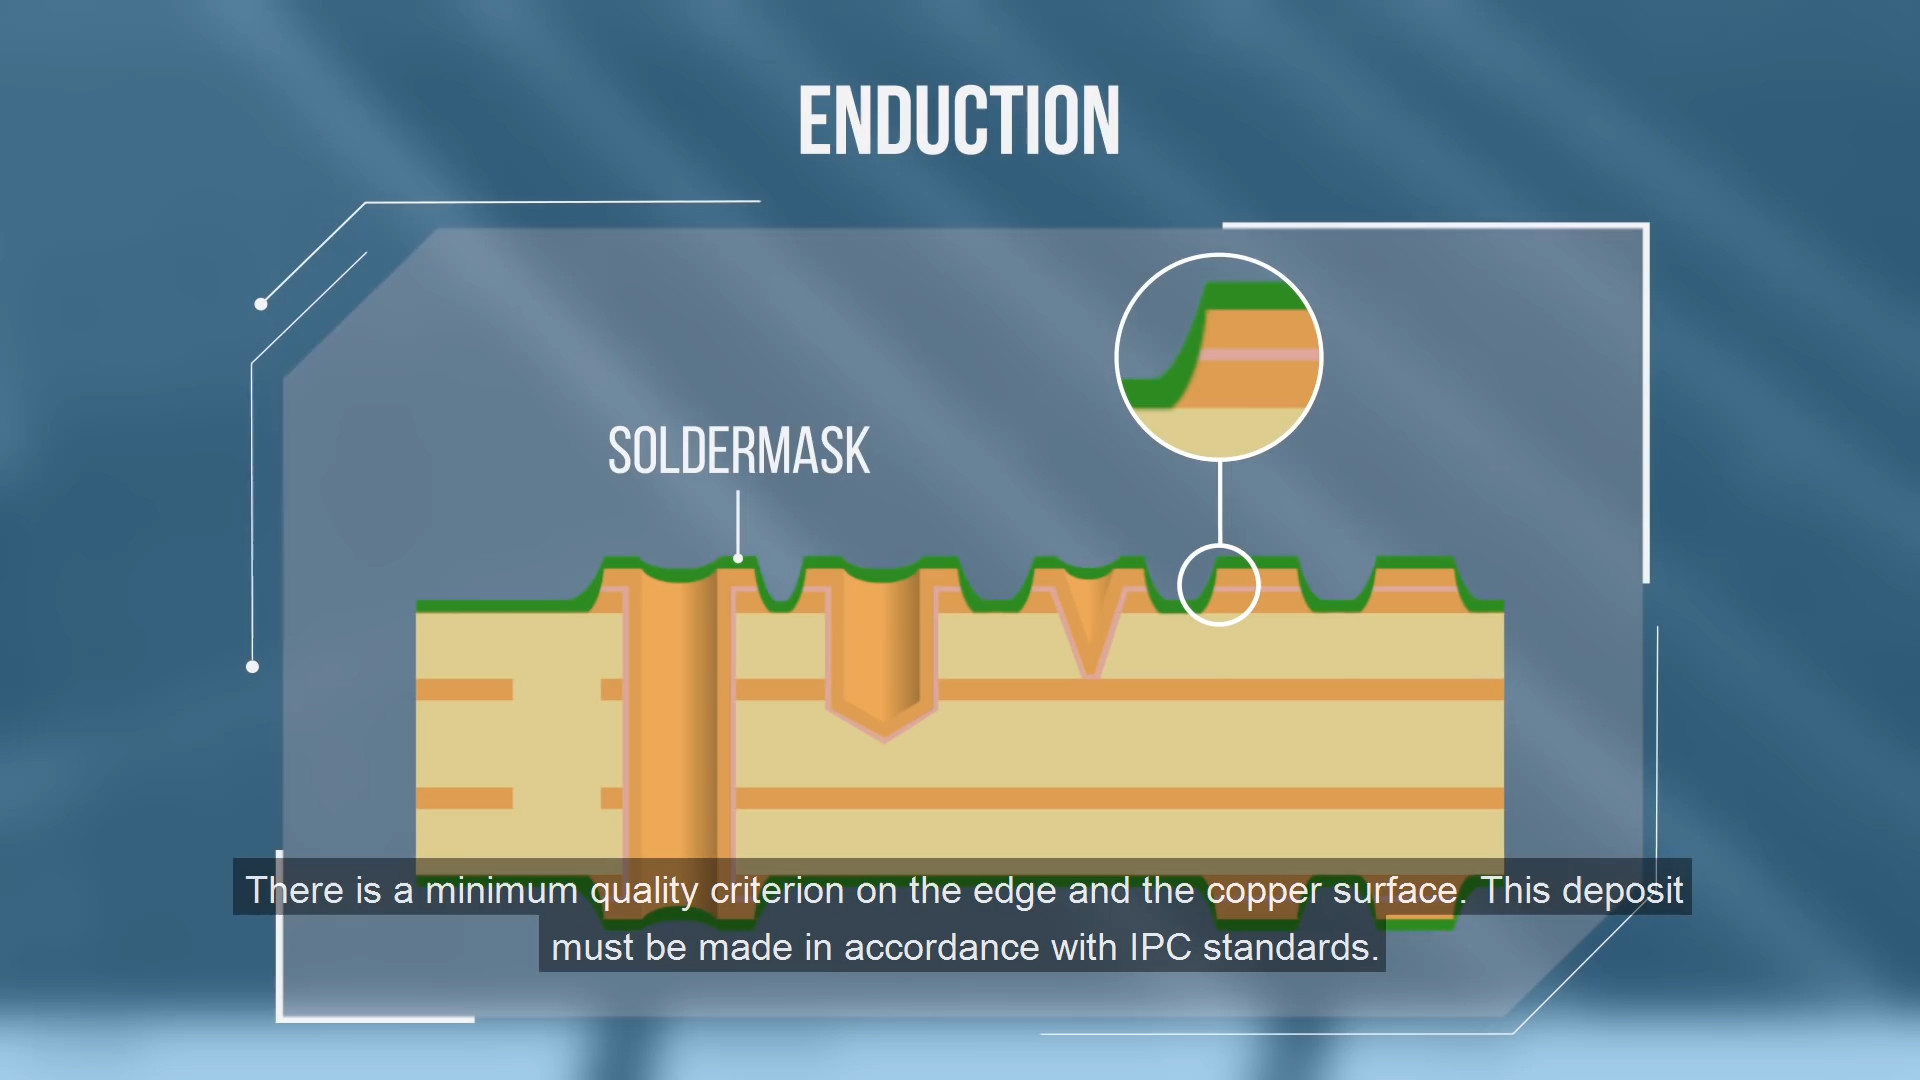 ENDUCTION
SOLDERMASK
There is a minimum quality criterion on the edge and the copper surface. This deposit
must be made in accordance with IPC standards.